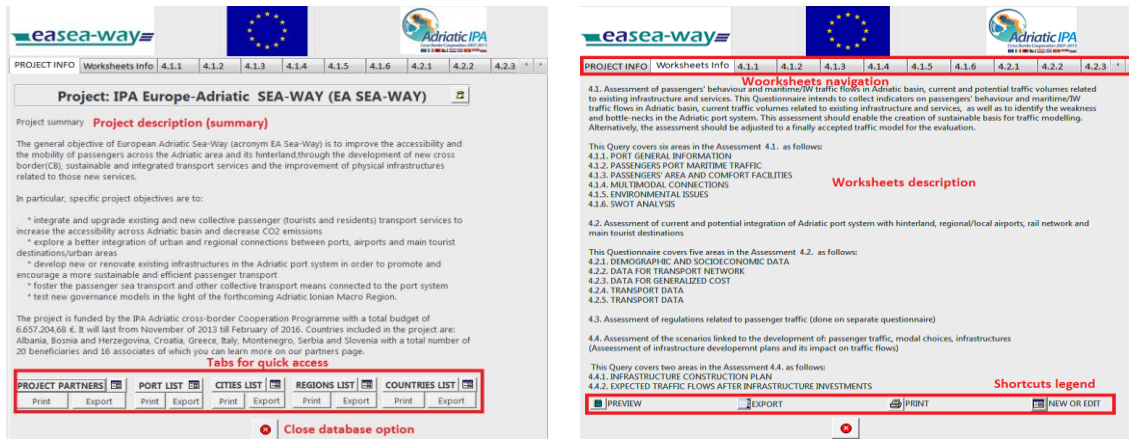 easea-way
Adriatic IPA
Cross Border Cooperation 2007-2013
PROJECT INFO Worksheets Info 4.1.1 4.1.2 4.1.3 4.1.4 4.1.5 4.1.6 4.2.1 4.2.2 4.2.3
Project: IPA Europe-Adriatic SEA-WAY (EA SEA-WAY)
Project summary Project description (summary)
The general objective of European Adriatic Sea-Way (acronym EA Sea-Way) is to improve the accessibility and
the mobility of passengers across the Adriatic area and its hinterland,through the development of new cross
border(CB), sustainable and integrated transport services and the improvement of physical infrastructures
related to those new services.
In particular, specific project objectives are to:
* integrate and upgrade existing and new collective passenger (tourists and residents) transport services to
increase the accessibility across Adriatic basin and decrease CO2 emissions
* explore a better integration of urban and regional connections between ports, airports and main tourist
destinations/urban areas
* develop new or renovate existing infrastructures in the Adriatic port system in order to promote and
encourage a more sustainable and efficient passenger transport
* foster the passenger sea transport and other collective transport means connected to the port system
* test new governance models in the light of the forthcoming Adriatic Ionian Macro Region.
The project is funded by the IPA Adriatic cross-border Cooperation Programme with a total budget of
6.657.204,68 €. It will last from November of 2013 till February of 2016. Countries included in the project are:
Albania, Bosnia and Herzegovina, Croatia, Greece, Italy, Montenegro, Serbia and Slovenia with a total number of
20 beneficiaries and 16 associates of which you can learn more on our partners page.
Tabs for quick access
PROJECT PARTNERS PORT LIST CITIES LIST REGIONS LIST COUNTRIES LIST
Print Export Print Export Print Export Print Export Print Export
Close database option
easea-way
Adriatic IPA
Cross Border Cooperation 2007-2013
PROJECT INFO Worksheets Info 4.1.1 4.1.2 4.1.3 4.1.4 4.1.5 4.1.6 4.2.1 4.2.2 4.2.3
Woorksheets navigation
4.1. Assessment of passengers' behaviour and maritime/IW traffic flows in Adriatic basin, current and potential traffic volumes related
to existing infrastructure and services. This Questionnaire intends to collect indicators on passengers' behaviour and maritime/IW
traffic flows in Adriatic basin, current traffic volumes related to existing infrastructure and services, as well as to identify the weakness
and bottle-necks in the Adriatic port system. This assessment should enable the creation of sustainable basis for traffic modelling.
Alternatively, the assessment should be adjusted to a finally accepted traffic model for the evaluation.
This Query covers six areas in the Assessment 4.1. as follows:
4.1.1. PORT GENERAL INFORMATION
4.1.2. PASSENGERS PORT MARITIME TRAFFIC
4.1.3. PASSENGERS' AREA AND COMFORT FACILITIES
4.1.4. MULTIMODAL CONNECTIONS
Worksheets description
4.1.5. ENVIRONMENTAL ISSUES
4.1.6. SWOT ANALYSIS
4.2. Assessment of current and potential integration of Adriatic port system with hinterland, regional/local airports, rail network and
main tourist destinations
This Questionnaire covers five areas in the Assessment 4.2. as follows:
4.2.1. DEMOGRAPHIC AND SOCIOECONOMIC DATA
4.2.2. DATA FOR TRANSPORT NETWORK
4.2.3. DATA FOR GENERALIZED COST
4.2.4. TRANSPORT DATA
4.2.5. TRANSPORT DATA
4.3. Assessment of regulations related to passenger traffic (done on separate questionnaire)
4.4. Assessment of the scenarios linked to the development of: passenger traffic, modal choices, infrastructures
(Asseessment of infrastructure developemnt plans and its impact on traffic flows)
This Query covers two areas in the Assessment 4.4. as follows:
4.4.1. INFRASTRUCTURE CONSTRUCTION PLAN
4.4.2. EXPECTED TRAFFIC FLOWS AFTER INFRASTRUCTURE INVESTMENTS
Shortcuts legend
PREVIEW EXPORT PRINT NEW OR EDIT